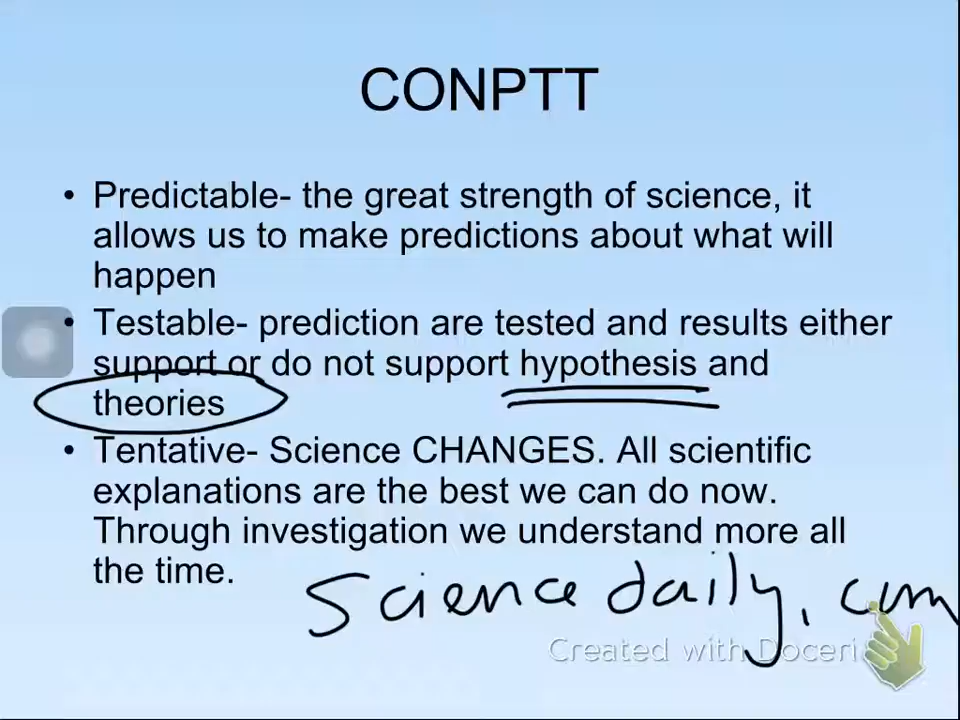 CONPTT
• Predictable- the great strength of science, it
allows us to make predictions about what will
happen
• Testable- prediction are tested and results either
support or do not support hypothesis and
theories
• Tentative- Science CHANGES. All scientific
explanations are the best we can do now.
Through investigation we understand more all
the time.
Sciencedaily.com
Created with Doceri